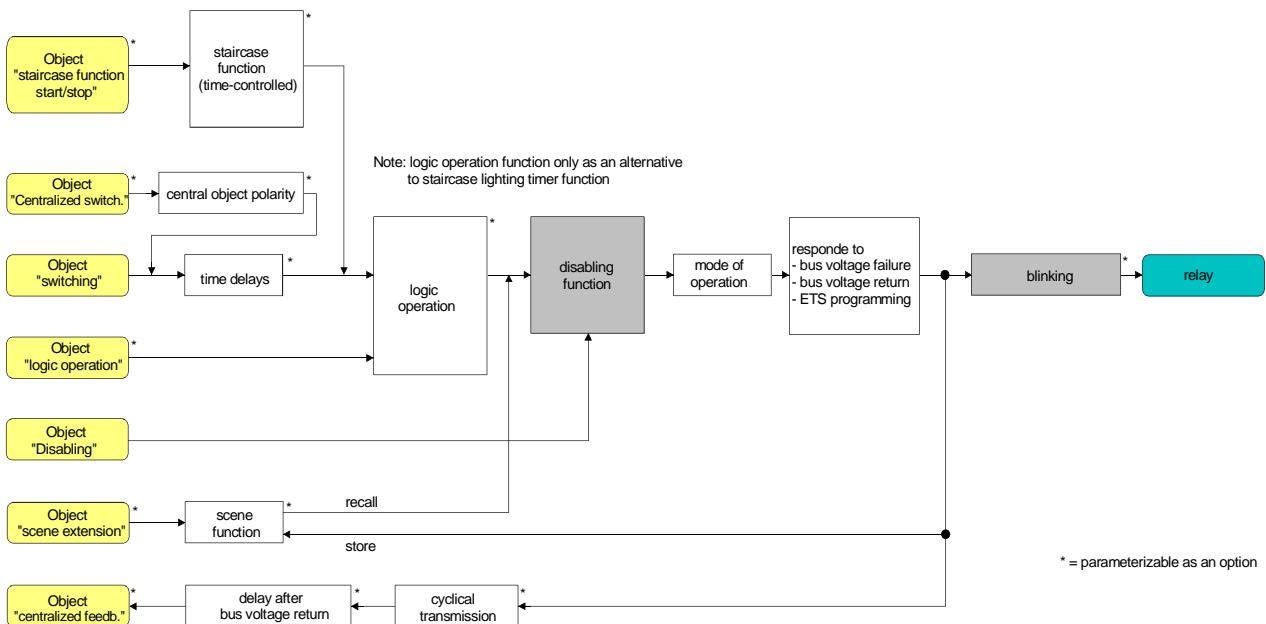 *
Object
"staircase function
start/stop"
*
staircase
function
(time-controlled)
Note: logic operation function only as an alternative
to staircase lighting timer function
*
Object
"Centralized switch."
*
central object polarity
Object
"switching"
*
time delays
*
logic
operation
disabling
function
mode of
operation
responde to
- bus voltage failure
- bus voltage return
- ETS programming
*
blinking
relay
*
Object
"logic operation"
Object
"Disabling"
*
Object
"scene extension"
*
scene
function
recall
store
* = parameterizable as an option
*
Object
"centralized feedb."
*
delay after
bus voltage return
*
cyclical
transmission